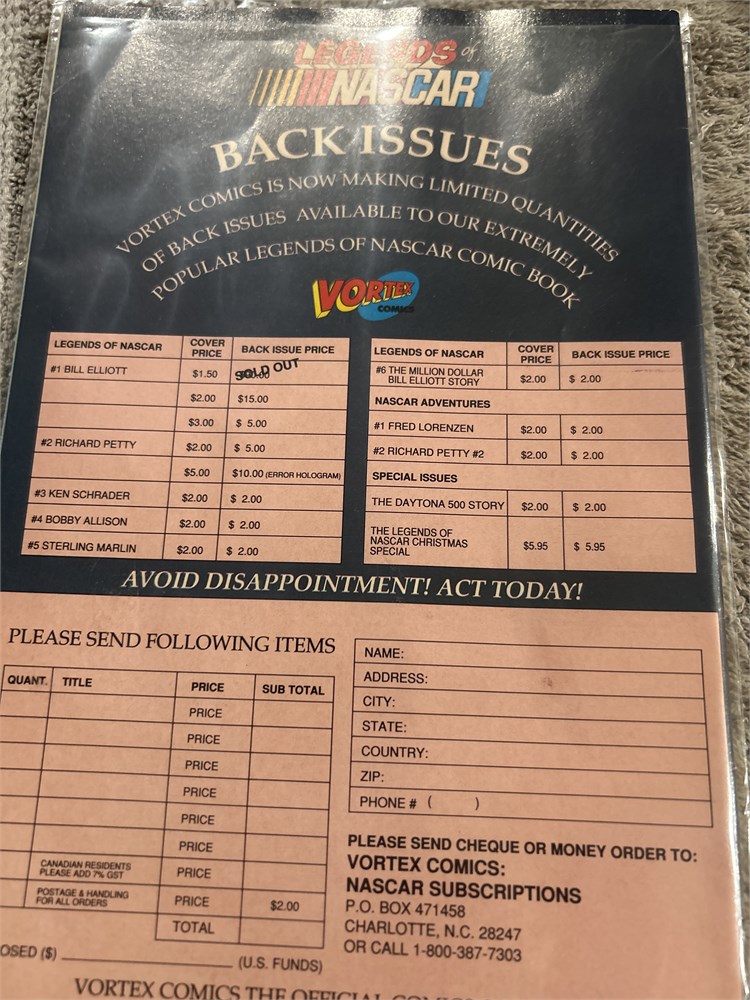 The LEGENDS of
NASCAR
BACK ISSUES
VORTEX COMICS IS NOW MAKING LIMITED QUANTITIES
OF BACK ISSUES AVAILABLE TO OUR EXTREMELY
POPULAR LEGENDS OF NASCAR COMIC BOOK
VORTEX
COMICS
LEGENDS OF NASCAR COVER PRICE BACK ISSUE PRICE
#1 BILL ELLIOTT $1.50 SOLD OUT
$2.00 $15.00
$3.00 $ 5.00
#2 RICHARD PETTY $2.00 $ 5.00
$5.00 $10.00 (ERROR HOLOGRAM)
#3 KEN SCHRADER $2.00 $ 2.00
#4 BOBBY ALLISON $2.00 $ 2.00
#5 STERLING MARLIN $2.00 $ 2.00
LEGENDS OF NASCAR COVER PRICE BACK ISSUE PRICE
#6 THE MILLION DOLLAR
BILL ELLIOTT STORY $2.00 $ 2.00
NASCAR ADVENTURES
#1 FRED LORENZEN $2.00 $ 2.00
#2 RICHARD PETTY #2 $2.00 $ 2.00
SPECIAL ISSUES
THE DAYTONA 500 STORY $2.00 $ 2.00
THE LEGENDS OF
NASCAR CHRISTMAS
SPECIAL $5.95 $ 5.95
AVOID DISAPPOINTMENT! ACT TODAY!
PLEASE SEND FOLLOWING ITEMS
QUANT. TITLE PRICE SUB TOTAL
PRICE
PRICE
PRICE
PRICE
PRICE
PRICE
CANADIAN RESIDENTS
PLEASE ADD 7% GST PRICE
POSTAGE & HANDLING
FOR ALL ORDERS PRICE $2.00
TOTAL
OSED ($) (U.S. FUNDS)
NAME:
ADDRESS:
CITY:
STATE:
COUNTRY:
ZIP:
PHONE # ( )
PLEASE SEND CHEQUE OR MONEY ORDER TO:
VORTEX COMICS:
NASCAR SUBSCRIPTIONS
P.O. BOX 471458
CHARLOTTE, N.C. 28247
OR CALL 1-800-387-7303
VORTEX COMICS THE OFFICIAL